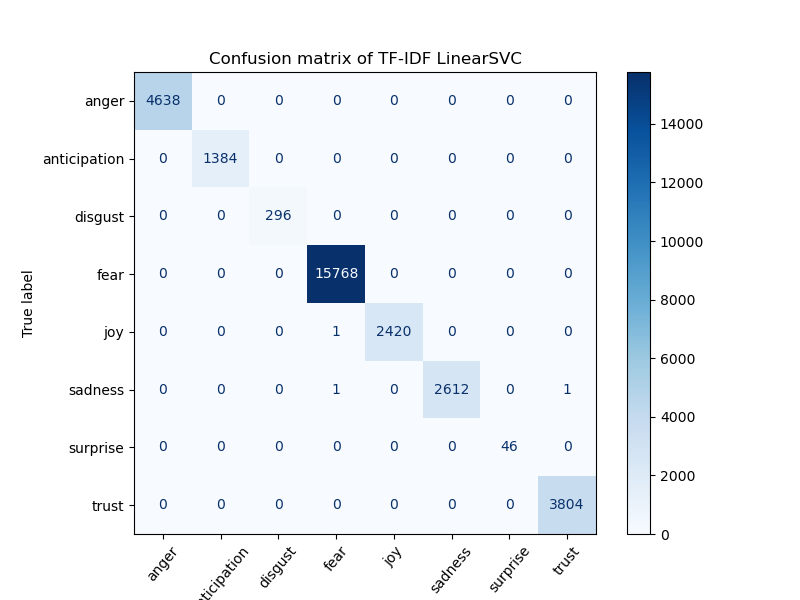 Confusion matrix of TF-IDF LinearSVC
anger 4638 0 0 0 0 0 0 0
anticipation 0 1384 0 0 0 0 0 0
disgust 0 0 296 0 0 0 0 0
fear 0 0 0 15768 0 0 0 0
joy 0 0 0 1 2420 0 0 0
sadness 0 0 0 1 0 2612 0 1
surprise 0 0 0 0 0 0 46 0
trust 0 0 0 0 0 0 0 3804
True label
anger ticipation disgust fear joy sadness surprise trust
14000
12000
10000
8000
6000
4000
2000
0